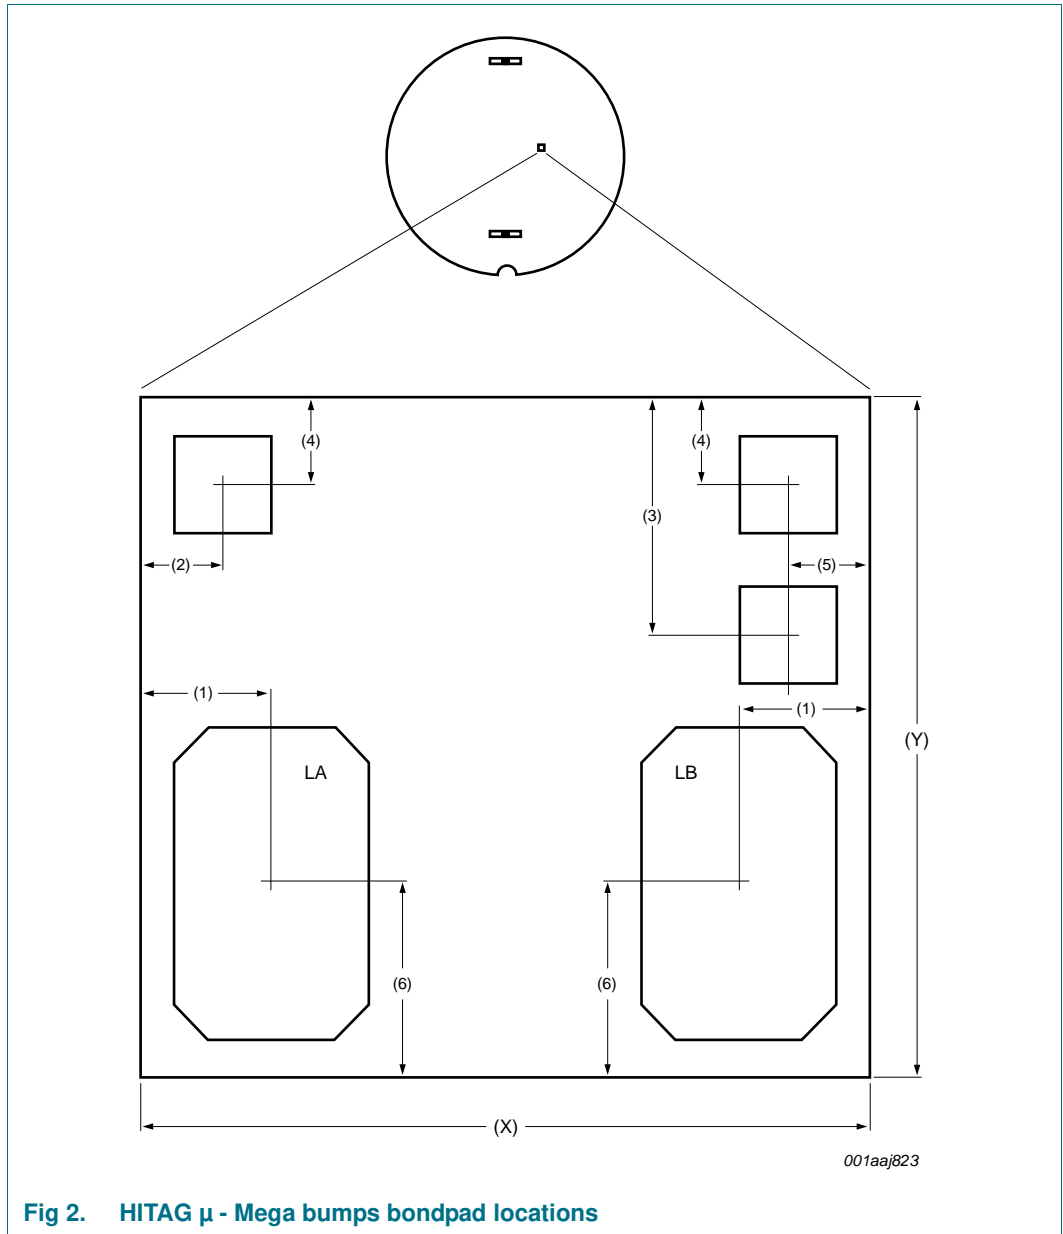 (4)
(4)
(3)
(2)
(5)
(1)
(1)
(Y)
LA
LB
(6)
(6)
(X)
001aaj823
Fig 2. HITAG µ - Mega bumps bondpad locations